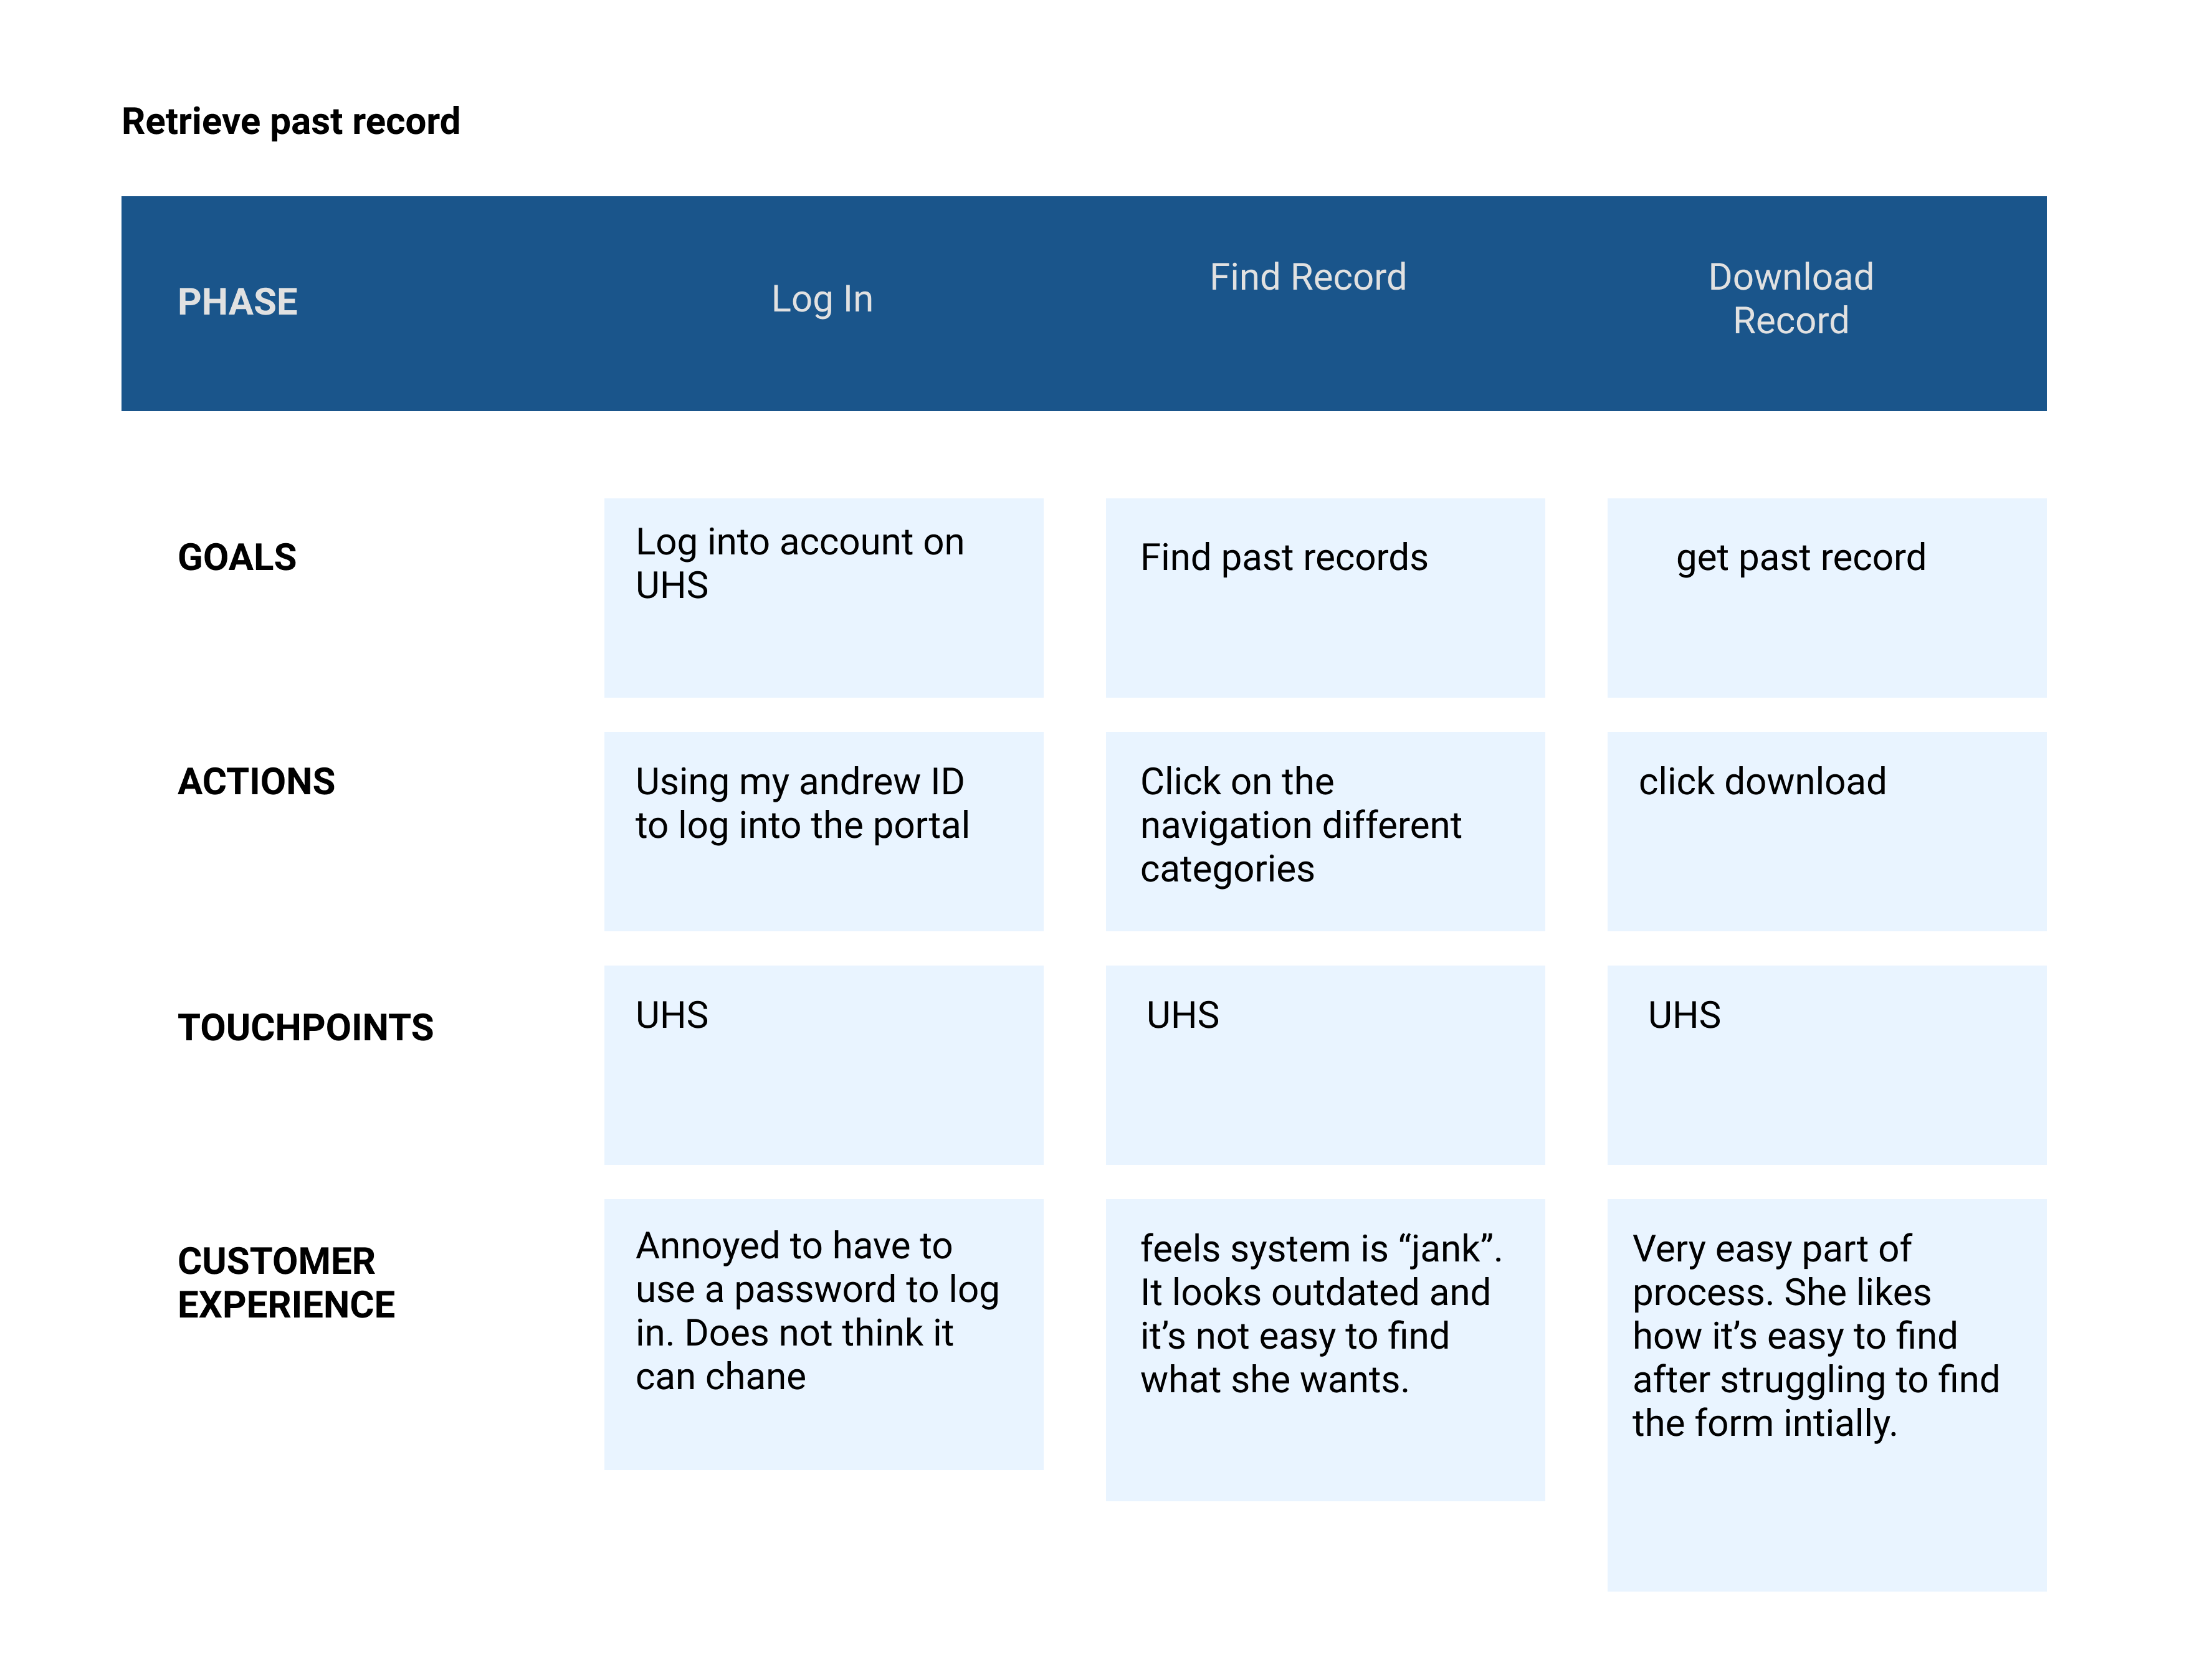 Retrieve past record
PHASE
Log In
Find Record
Download
Record
GOALS
Log into account on
UHS
Find past records
get past record
ACTIONS
Using my andrew ID
to log into the portal
Click on the
navigation different
categories
click download
TOUCHPOINTS
UHS
UHS
UHS
CUSTOMER
EXPERIENCE
Annoyed to have to
use a password to log
in. Does not think it
can chane
feels system is “jank”.
It looks outdated and
it’s not easy to find
what she wants.
Very easy part of
process. She likes
how it’s easy to find
after struggling to find
the form intially.